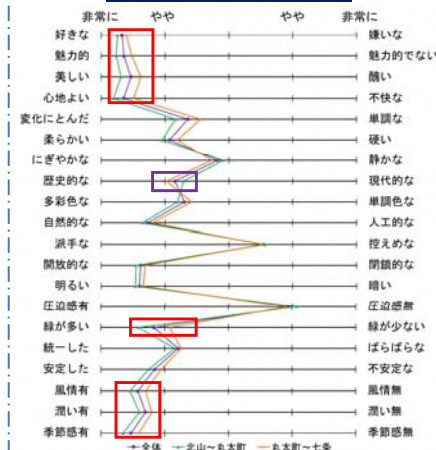 非常に やや やや 非常に
好きな 嫌いな
魅力的 魅力的でない
美しい 醜い
心地よい 不快な
変化にとんだ 単調な
柔らかい 硬い
にぎやかな 静かな
歴史的な 現代的な
多彩色な 単調色な
自然的な 人工的な
派手な 控えめな
開放的な 閉鎖的な
明るい 暗い
圧迫感有 圧迫感無
緑が多い 緑が少ない
統一した ばらばらな
安定した 不安定な
風情有 風情無
潤い有 潤い無
季節感有 季節感無
全体 北山～丸太町 丸太町～七条